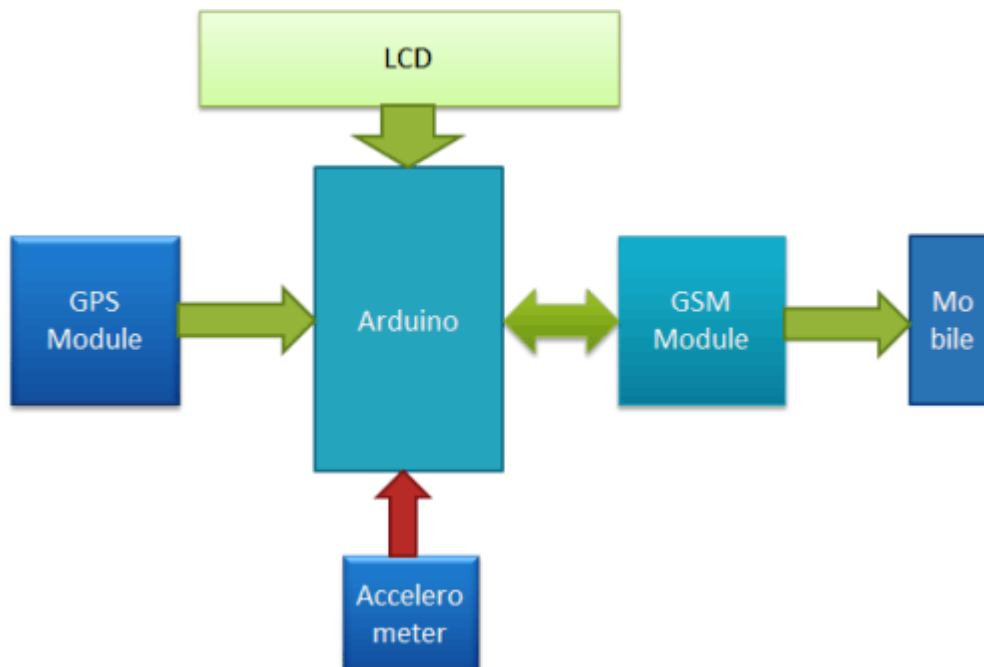 LCD
GPS
Module
Arduino
GSM
Module
Mo
bile
Accelero
meter